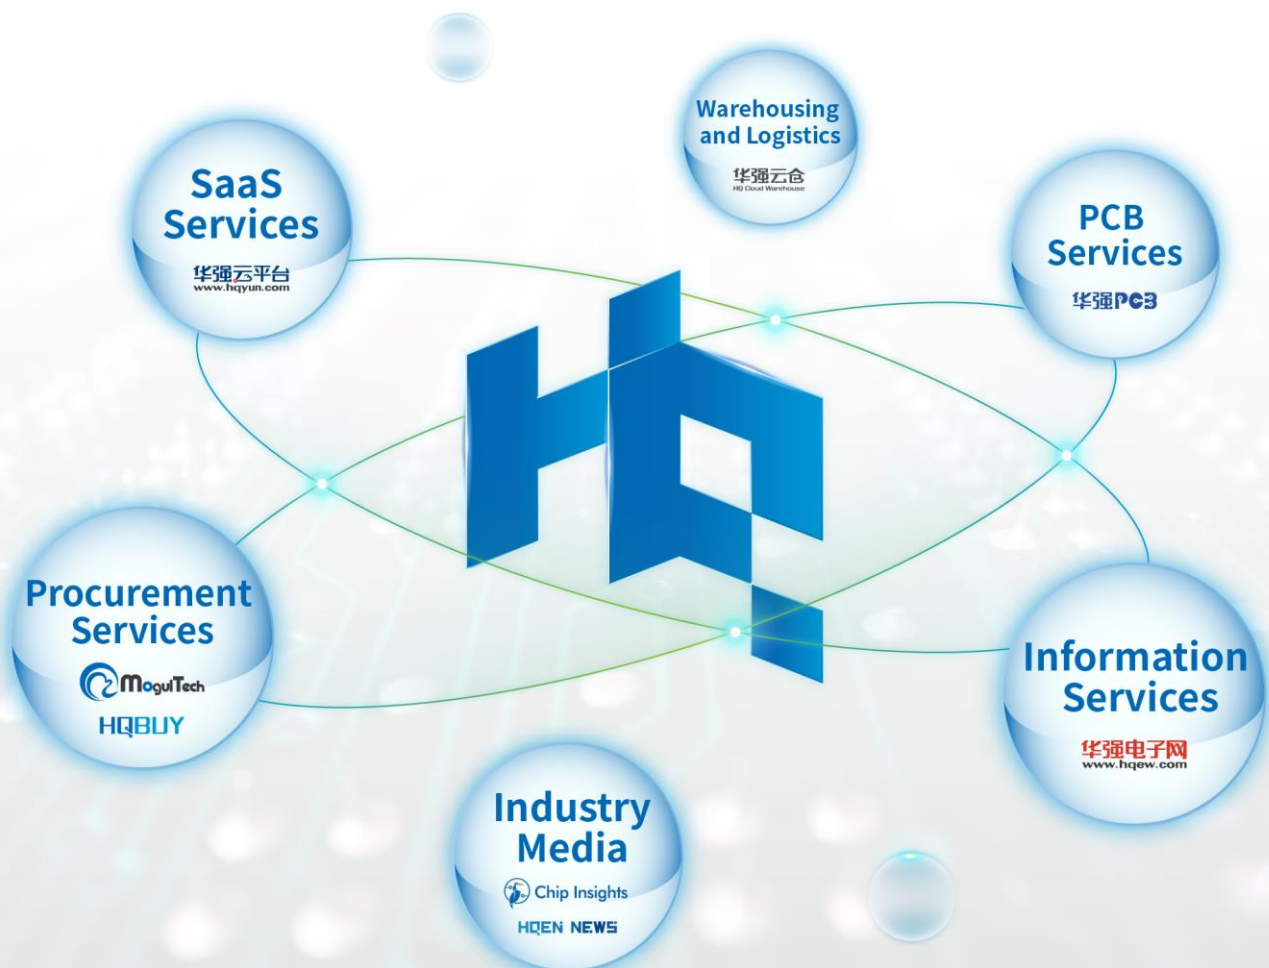 Warehousing
and Logistics
华强云仓
HQ Cloud Warehouse
SaaS
Services
华强云平台
www.hqyun.com
PCB
Services
华强PCB
HQ
Procurement
Services
MogulTech
HQBUY
Information
Services
华强电子网
www.hqew.com
Industry
Media
Chip Insights
HQEN NEWS